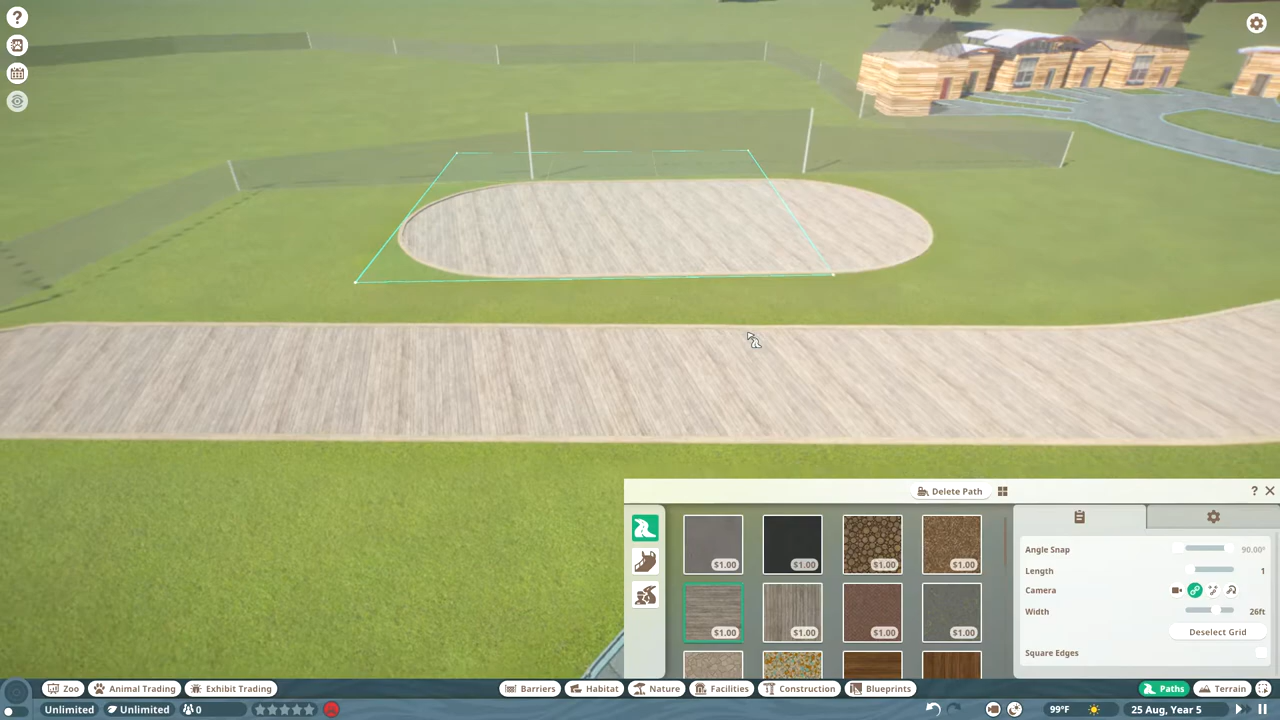 ?
Delete Path
?
$1.00
$1.00
$1.00
$1.00
$1.00
$1.00
$1.00
$1.00
Angle Snap 90.00°
Length 1
Camera
Width 26ft
Deselect Grid
Square Edges
Zoo
Animal Trading
Exhibit Trading
Barriers
Habitat
Nature
Facilities
Construction
Blueprints
Paths
Terrain
Unlimited
Unlimited
0
99°F
25 Aug, Year 5